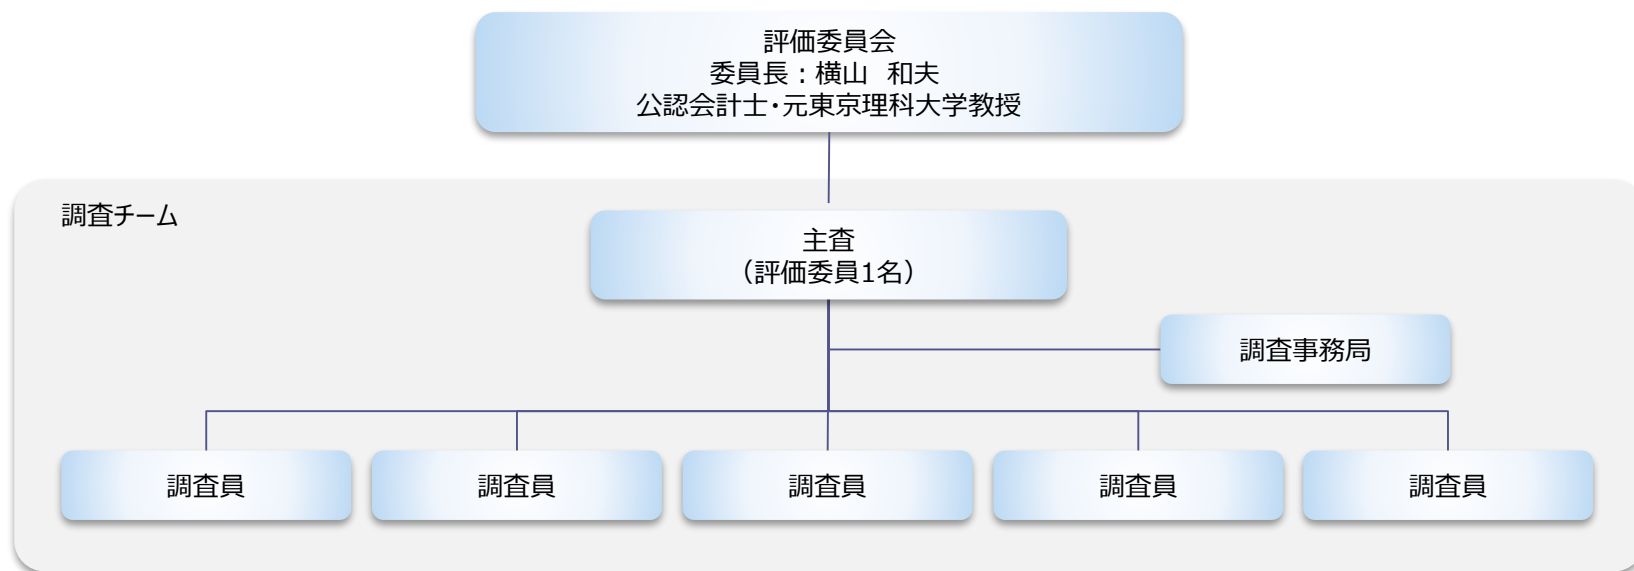 評価委員会
委員長：横山　和夫
公認会計士・元東京理科大学教授
調査チーム
主査
（評価委員1名）
調査事務局
調査員
調査員
調査員
調査員
調査員